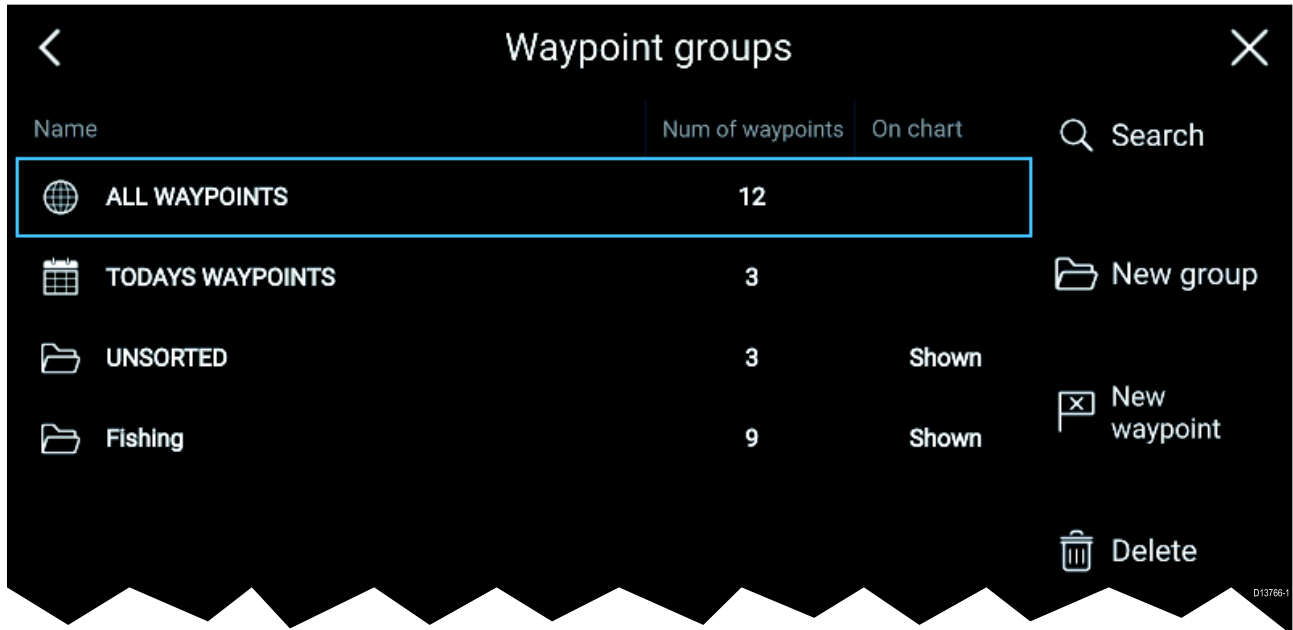 Waypoint groups
Name Num of waypoints On chart
ALL WAYPOINTS 12
TODAYS WAYPOINTS 3
UNSORTED 3 Shown
Fishing 9 Shown
Search
New group
New
waypoint
Delete
D13766-1